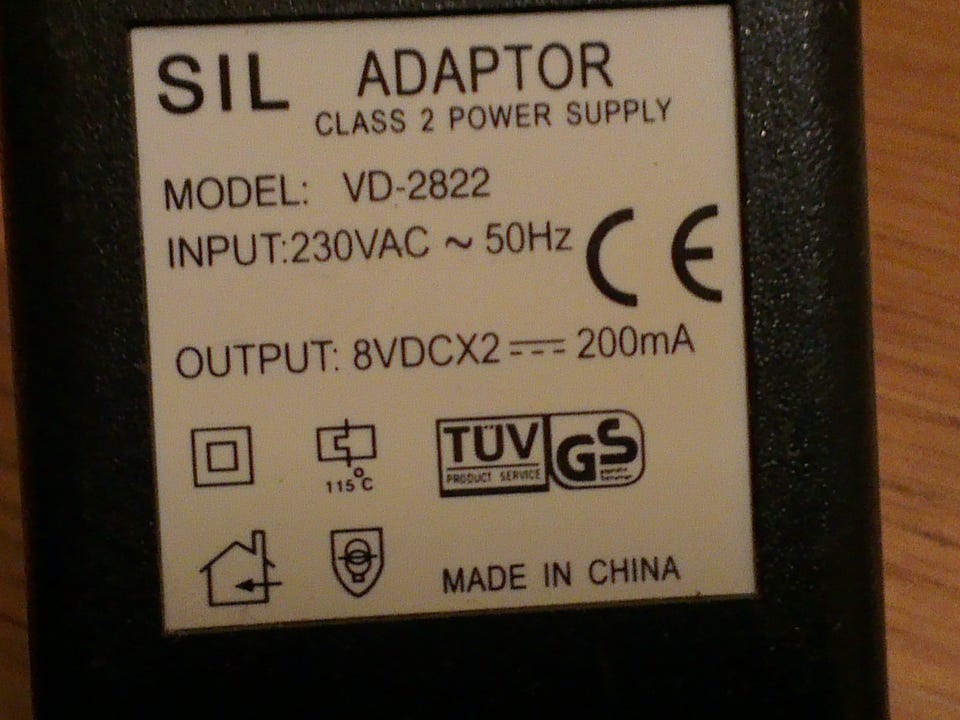 SIL ADAPTOR
CLASS 2 POWER SUPPLY
MODEL: VD-2822
INPUT:230VAC ~ 50Hz CE
OUTPUT: 8VDCX2 ⎓ 200mA
115°C
TÜV
PRODUCT SERVICE
GS
MADE IN CHINA